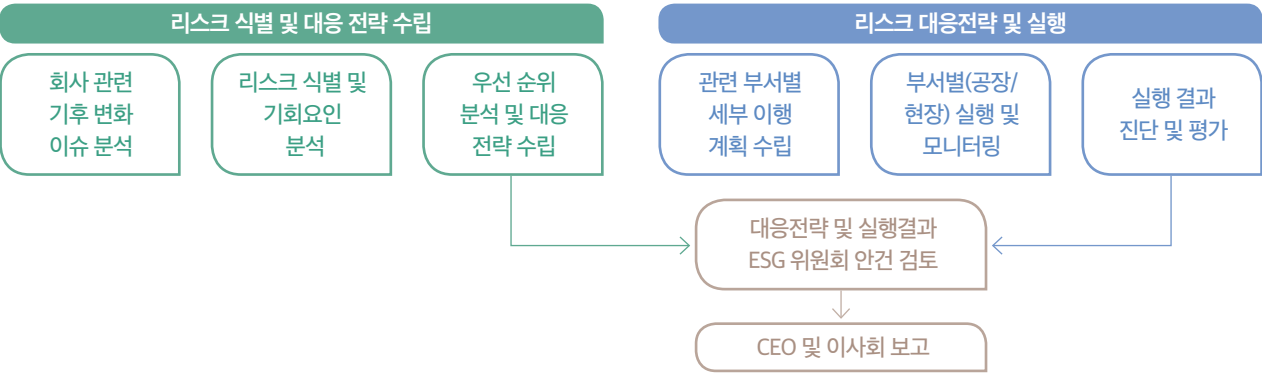 리스크 식별 및 대응 전략 수립
회사 관련
기후 변화
이슈 분석
리스크 식별 및
기회요인
분석
우선 순위
분석 및 대응
전략 수립
리스크 대응전략 및 실행
관련 부서별
세부 이행
계획 수립
부서별(공장/
현장) 실행 및
모니터링
실행 결과
진단 및 평가
대응전략 및 실행결과
ESG 위원회 안건 검토
CEO 및 이사회 보고